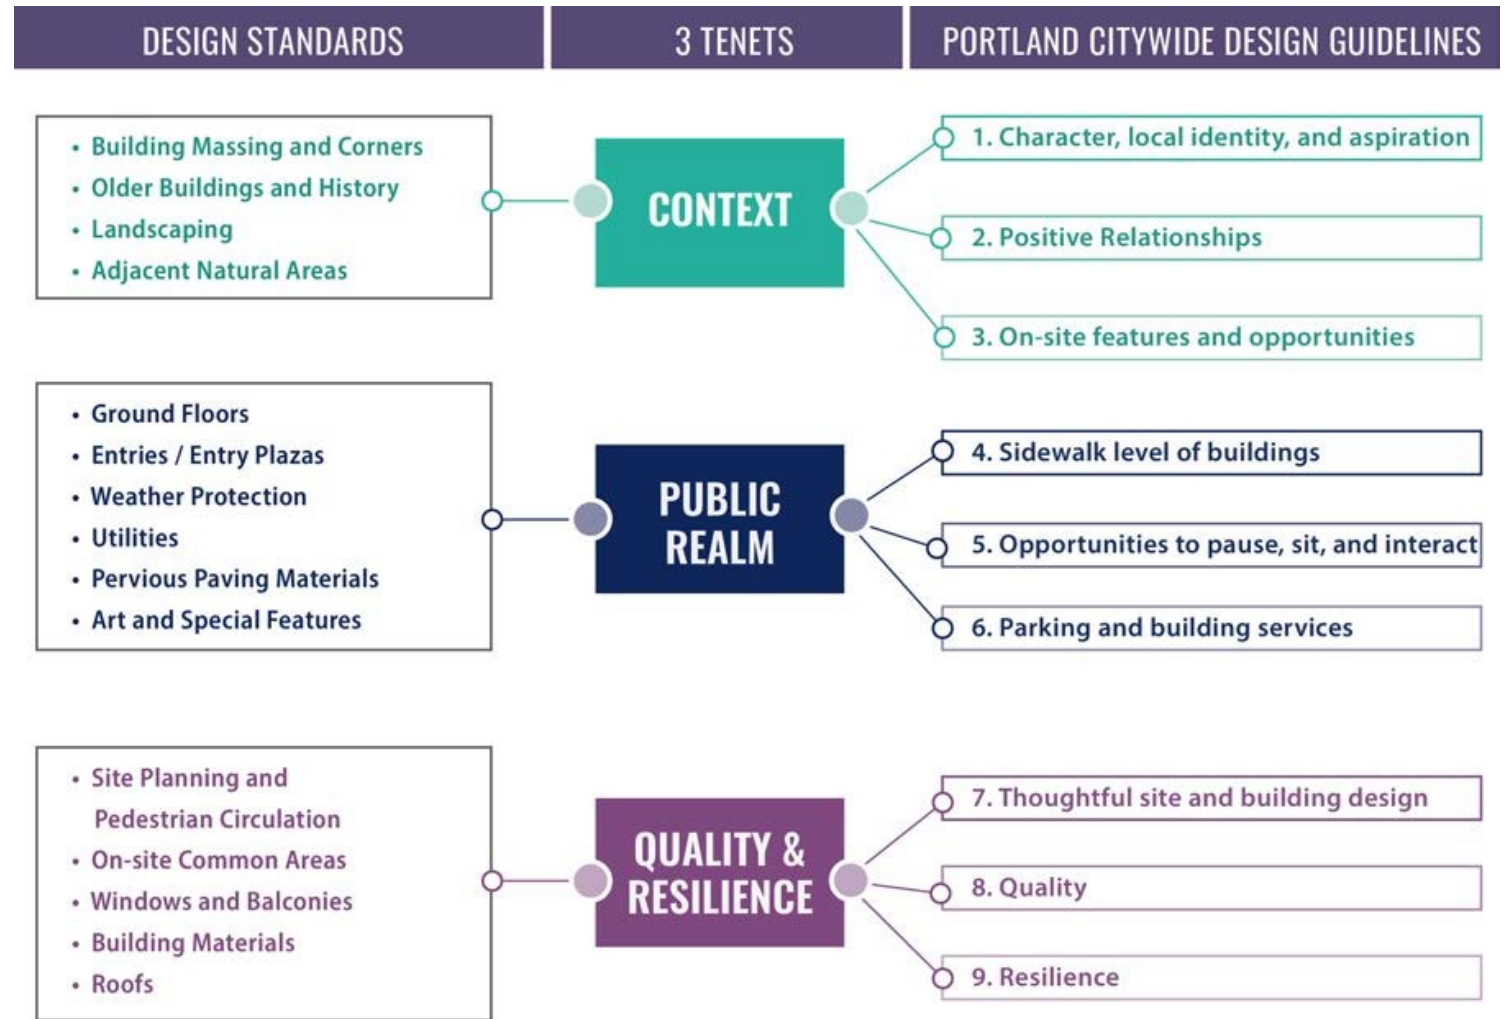 DESIGN STANDARDS
3 TENETS
PORTLAND CITYWIDE DESIGN GUIDELINES
• Building Massing and Corners
• Older Buildings and History
• Landscaping
• Adjacent Natural Areas
CONTEXT
1. Character, local identity, and aspiration
2. Positive Relationships
3. On-site features and opportunities
• Ground Floors
• Entries / Entry Plazas
• Weather Protection
• Utilities
• Pervious Paving Materials
• Art and Special Features
PUBLIC
REALM
4. Sidewalk level of buildings
5. Opportunities to pause, sit, and interact
6. Parking and building services
• Site Planning and
Pedestrian Circulation
• On-site Common Areas
• Windows and Balconies
• Building Materials
• Roofs
QUALITY &
RESILIENCE
7. Thoughtful site and building design
8. Quality
9. Resilience